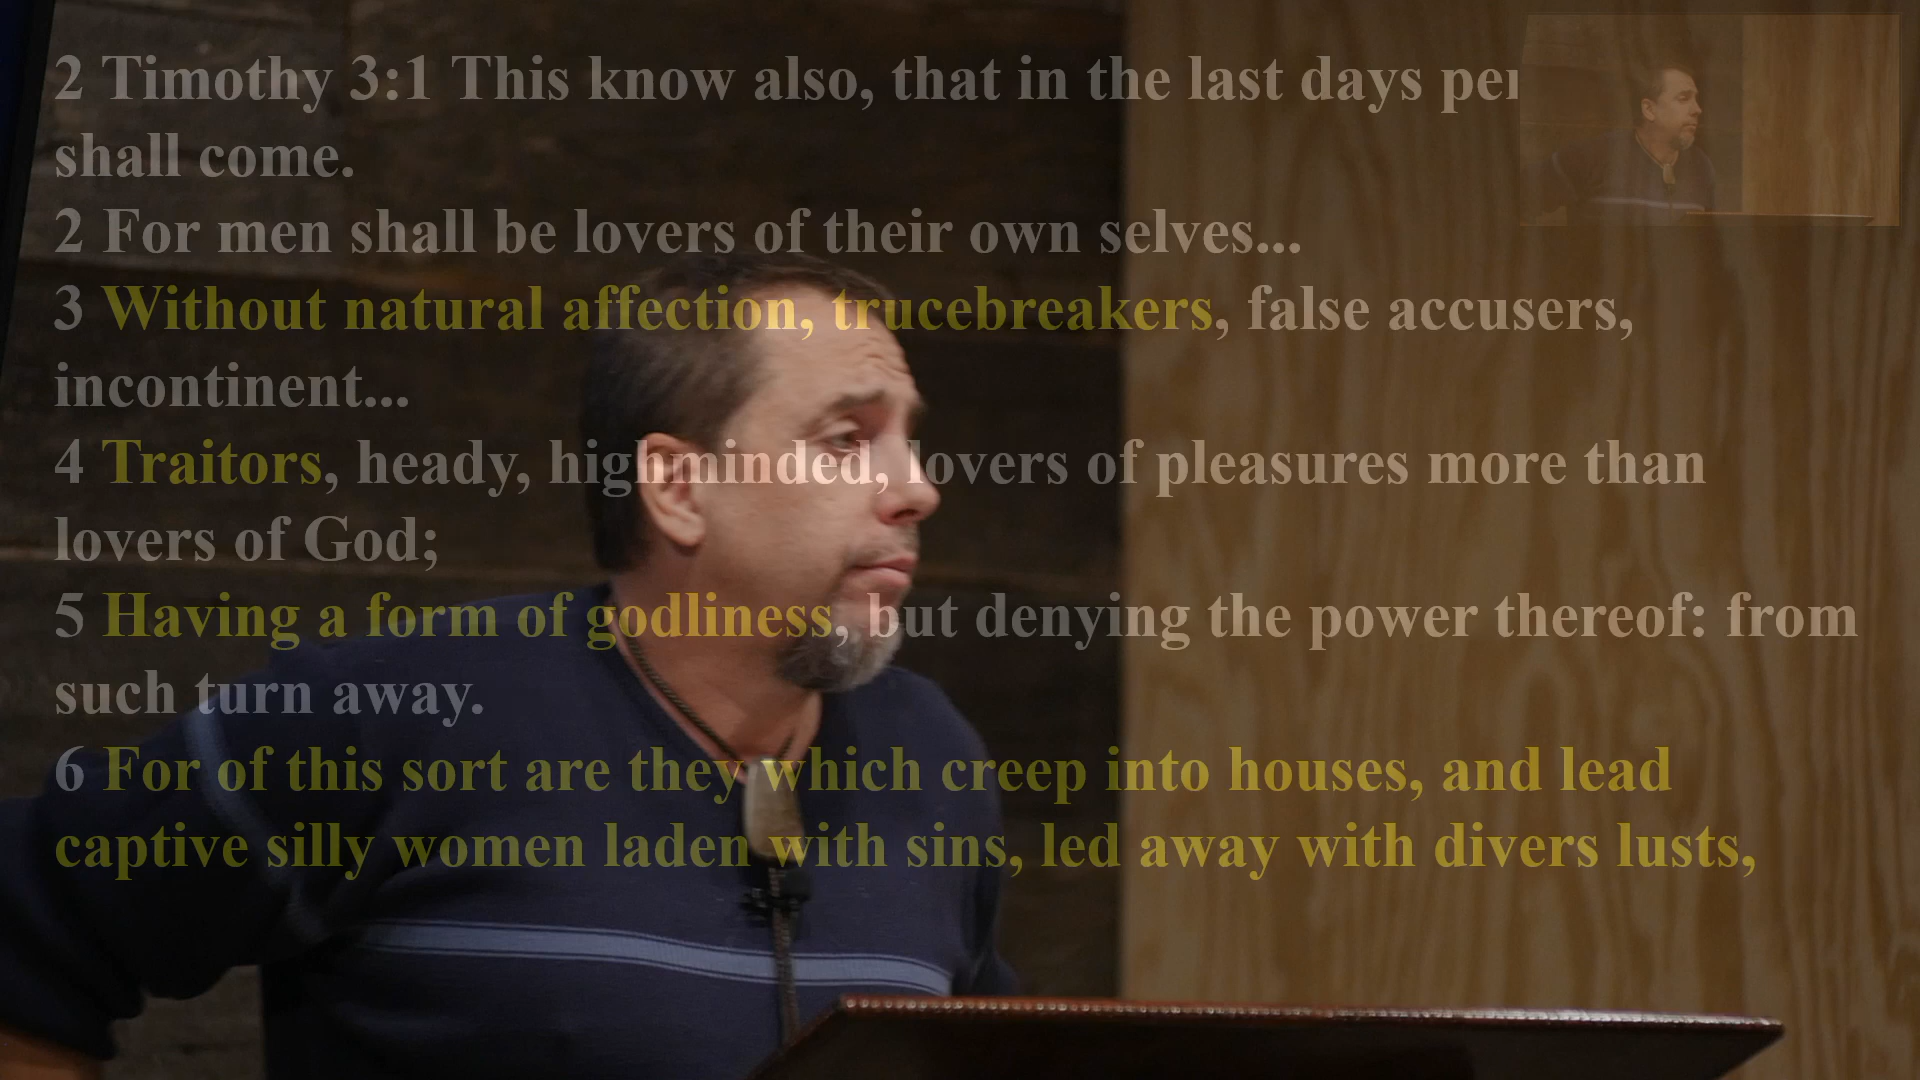 2 Timothy 3:1 This know also, that in the last days
shall come.
2 For men shall be lovers of their own selves...
3 Without natural affection, trucebreakers, false accusers,
incontinent...
4 Traitors, heady, highminded, lovers of pleasures more than
lovers of God;
5 Having a form of godliness, but denying the power thereof: from
such turn away.
6 For of this sort are they which creep into houses, and lead
captive silly women laden with sins, led away with divers lusts,